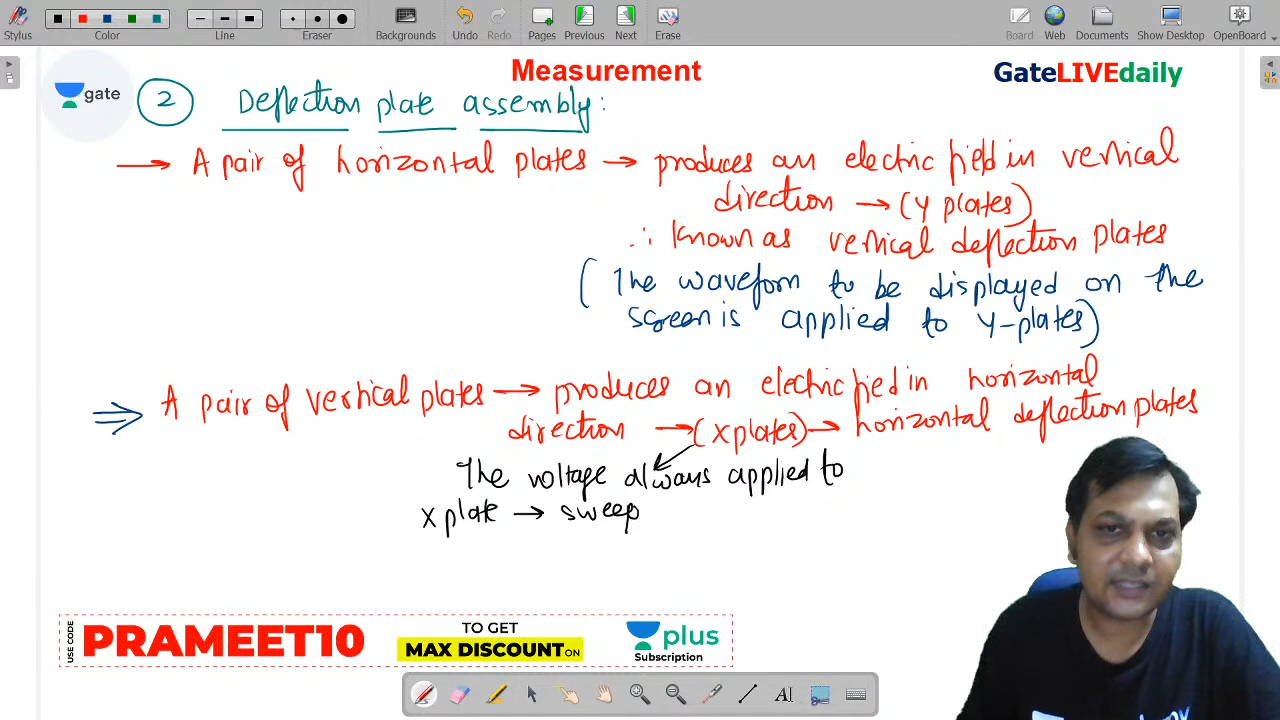 Stylus
Color
Line
Eraser
Backgrounds
Undo
Redo
Pages
Previous
Next
Erase
Board
Web
Documents
Show Desktop
OpenBoard
Measurement
GateLIVEdaily
gate
2 Deflection plate assembly:
→ A pair of horizontal plates → produces an electric field in vertical
direction → (Y plates)
∴ Known as vertical deflection plates
(The waveform to be displayed on the
screen is applied to Y-plates)
⇒ A pair of vertical plates → produces an electric fied in horizontal
direction → (X plates) → horizontal deflection plates
The voltage always applied to
X plate → sweep
USE CODE
PRAMEET10
TO GET
MAX DISCOUNT ON
plus
Subscription